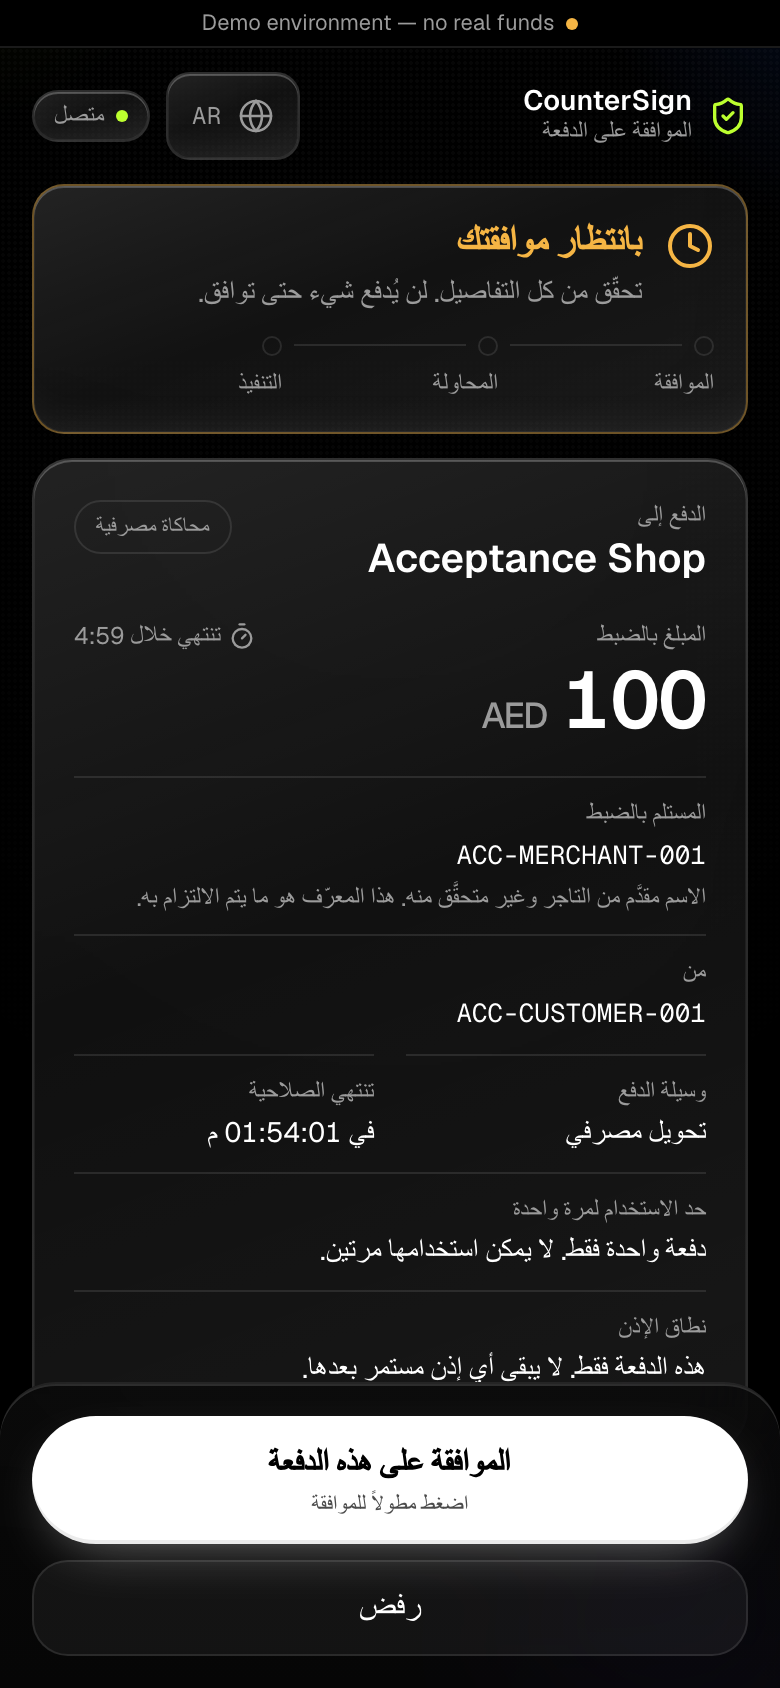 Demo environment — no real funds
CounterSign
الموافقة على الدفعة
AR
متصل
بانتظار موافقتك
تحقّق من كل التفاصيل. لن يُدفع شيء حتى توافق.
الموافقة
المحاولة
التنفيذ
الدفع إلى
محاكاة مصرفية
Acceptance Shop
المبلغ بالضبط
تنتهي خلال 4:59
100 AED
المستلم بالضبط
ACC-MERCHANT-001
الاسم مقدَّم من التاجر وغير متحقَّق منه. هذا المعرّف هو ما يتم الالتزام به.
من
ACC-CUSTOMER-001
وسيلة الدفع
تحويل مصرفي
تنتهي الصلاحية
في 01:54:01 م
حد الاستخدام لمرة واحدة
دفعة واحدة فقط. لا يمكن استخدامها مرتين.
نطاق الإذن
هذه الدفعة فقط. لا يبقى أي إذن مستمر بعدها.
الموافقة على هذه الدفعة
اضغط مطولاً للموافقة
رفض